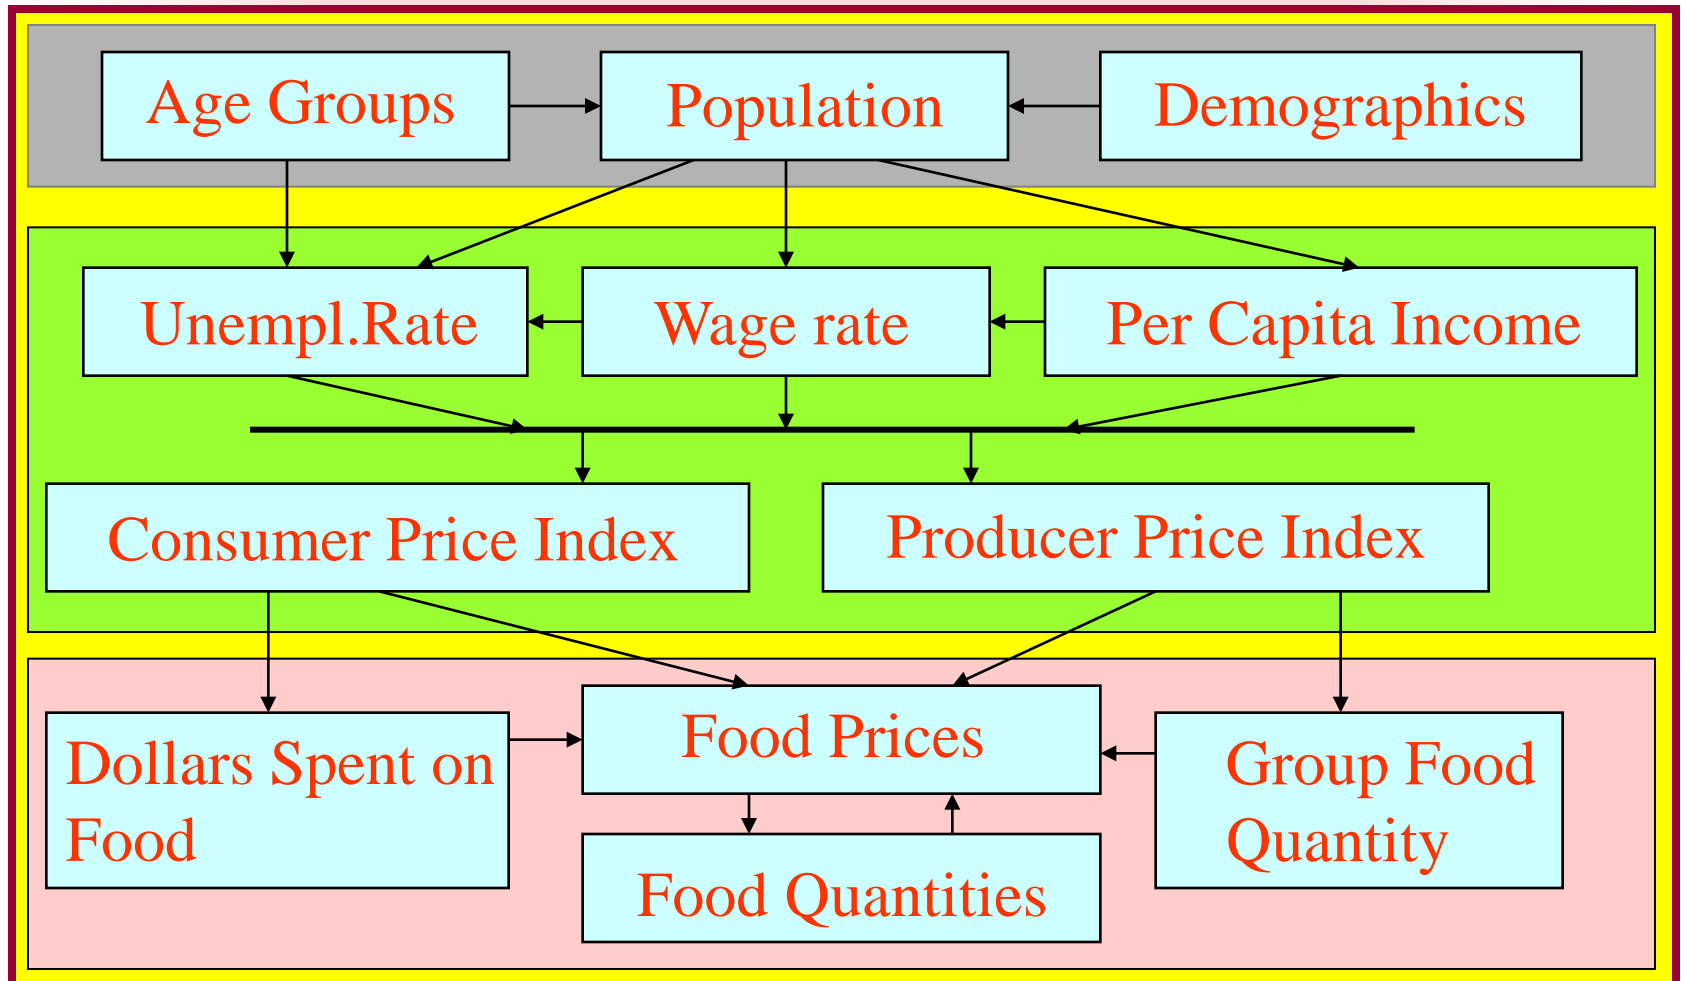 Age Groups
Population
Demographics
Unempl.Rate
Wage rate
Per Capita Income
Consumer Price Index
Producer Price Index
Dollars Spent on
Food
Food Prices
Group Food
Quantity
Food Quantities